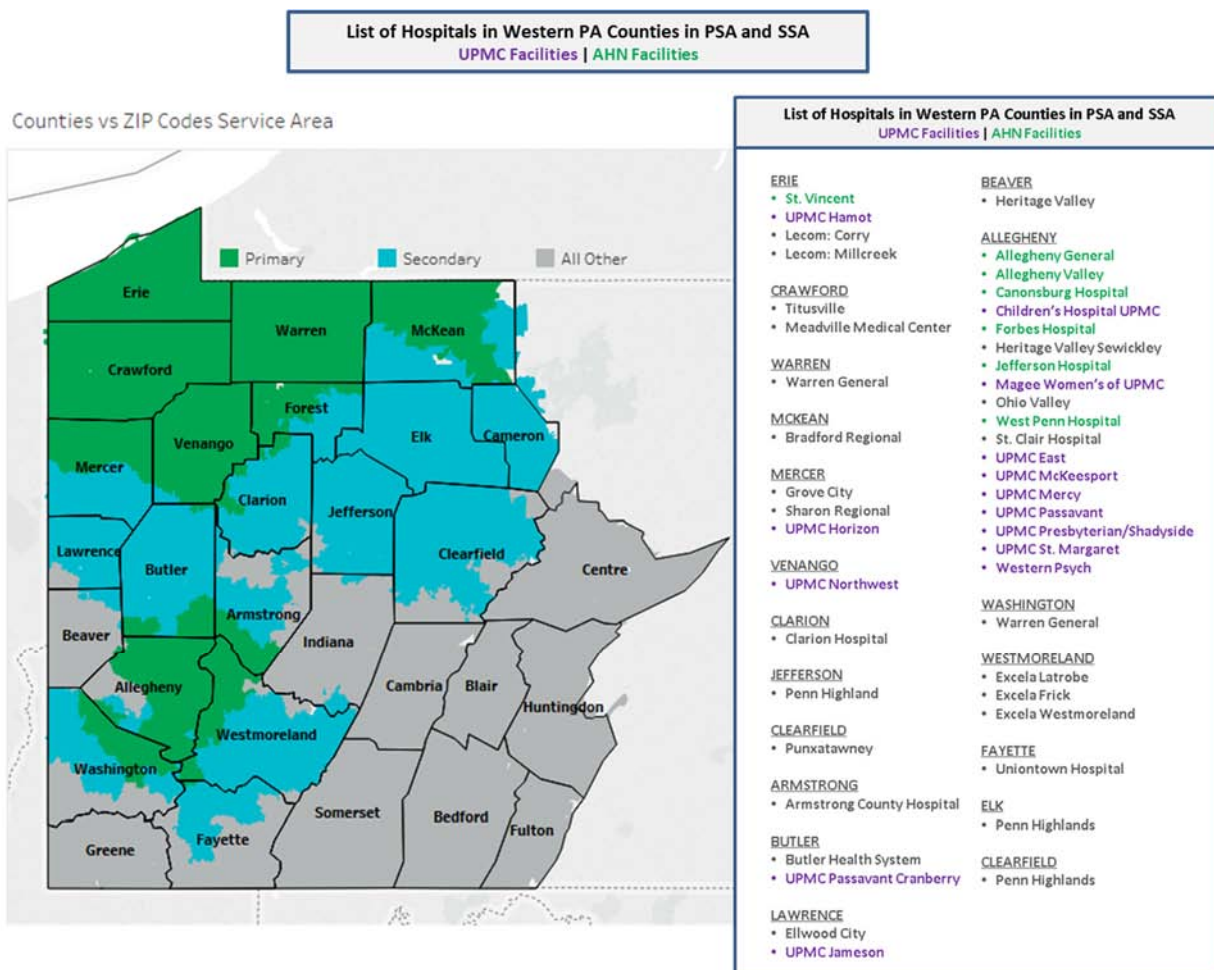 List of Hospitals in Western PA Counties in PSA and SSA
UPMC Facilities | AHN Facilities
Counties vs ZIP Codes Service Area
Primary
Secondary
All Other
Erie
Warren
McKean
Crawford
Forest
Venango
Elk
Cameron
Mercer
Clarion
Jefferson
Lawrence
Butler
Clearfield
Centre
Armstrong
Beaver
Indiana
Allegheny
Cambria
Blair
Huntingdon
Westmoreland
Washington
Somerset
Bedford
Fulton
Fayette
Greene
List of Hospitals in Western PA Counties in PSA and SSA
UPMC Facilities | AHN Facilities
ERIE
• St. Vincent
• UPMC Hamot
• Lecom: Corry
• Lecom: Millcreek
CRAWFORD
• Titusville
• Meadville Medical Center
WARREN
• Warren General
MCKEAN
• Bradford Regional
MERCER
• Grove City
• Sharon Regional
• UPMC Horizon
VENANGO
• UPMC Northwest
CLARION
• Clarion Hospital
JEFFERSON
• Penn Highland
CLEARFIELD
• Punxatawney
ARMSTRONG
• Armstrong County Hospital
BUTLER
• Butler Health System
• UPMC Passavant Cranberry
LAWRENCE
• Ellwood City
• UPMC Jameson
BEAVER
• Heritage Valley
ALLEGHENY
• Allegheny General
• Allegheny Valley
• Canonsburg Hospital
• Children's Hospital UPMC
• Forbes Hospital
• Heritage Valley Sewickley
• Jefferson Hospital
• Magee Women's of UPMC
• Ohio Valley
• West Penn Hospital
• St. Clair Hospital
• UPMC East
• UPMC McKeesport
• UPMC Mercy
• UPMC Passavant
• UPMC Presbyterian/Shadyside
• UPMC St. Margaret
• Western Psych
WASHINGTON
• Warren General
WESTMORELAND
• Excela Latrobe
• Excela Frick
• Excela Westmoreland
FAYETTE
• Uniontown Hospital
ELK
• Penn Highlands
CLEARFIELD
• Penn Highlands